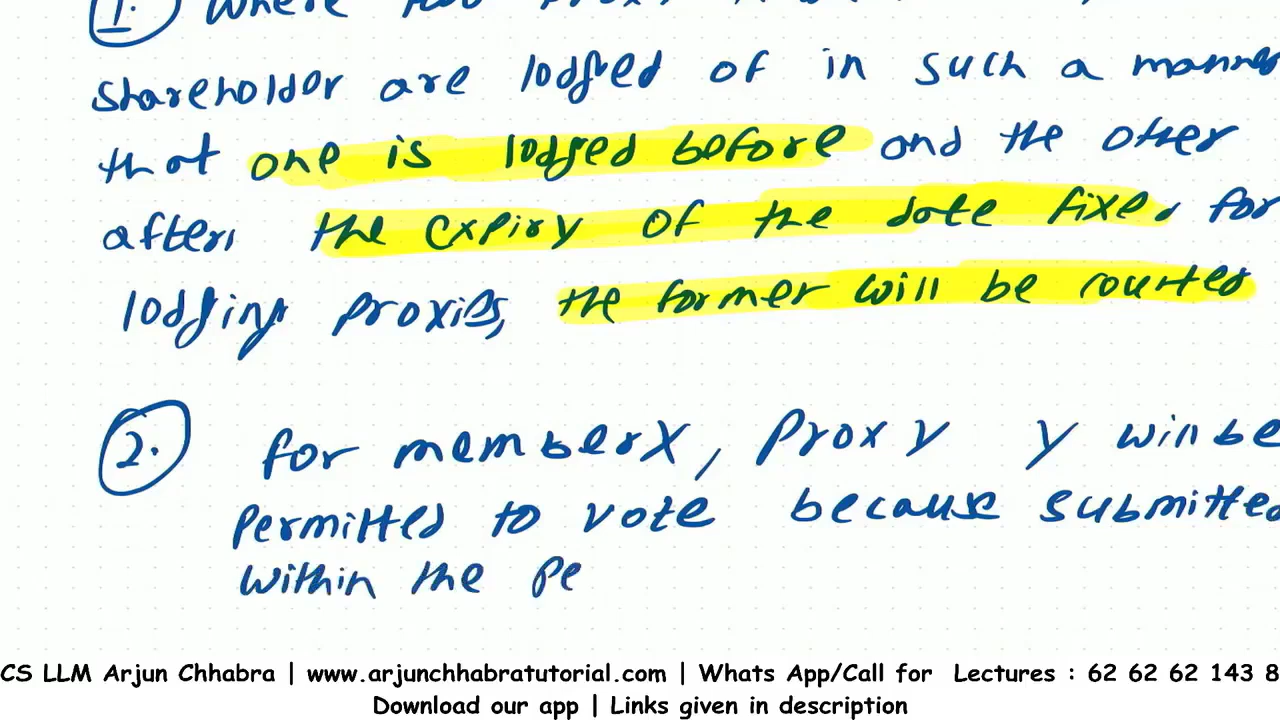 1. Where two Proxy
shareholder are lodged of in such a manner
that one is lodged before and the other
after, the expiry of the date fixed for
lodging proxies, the former will be counted
2. for member X, Proxy Y Y will be
Permitted to vote because submitted
within the pe
CS LLM Arjun Chhabra | www.arjunchhabratutorial.com | Whats App/Call for Lectures : 62 62 62 143 8
Download our app | Links given in description